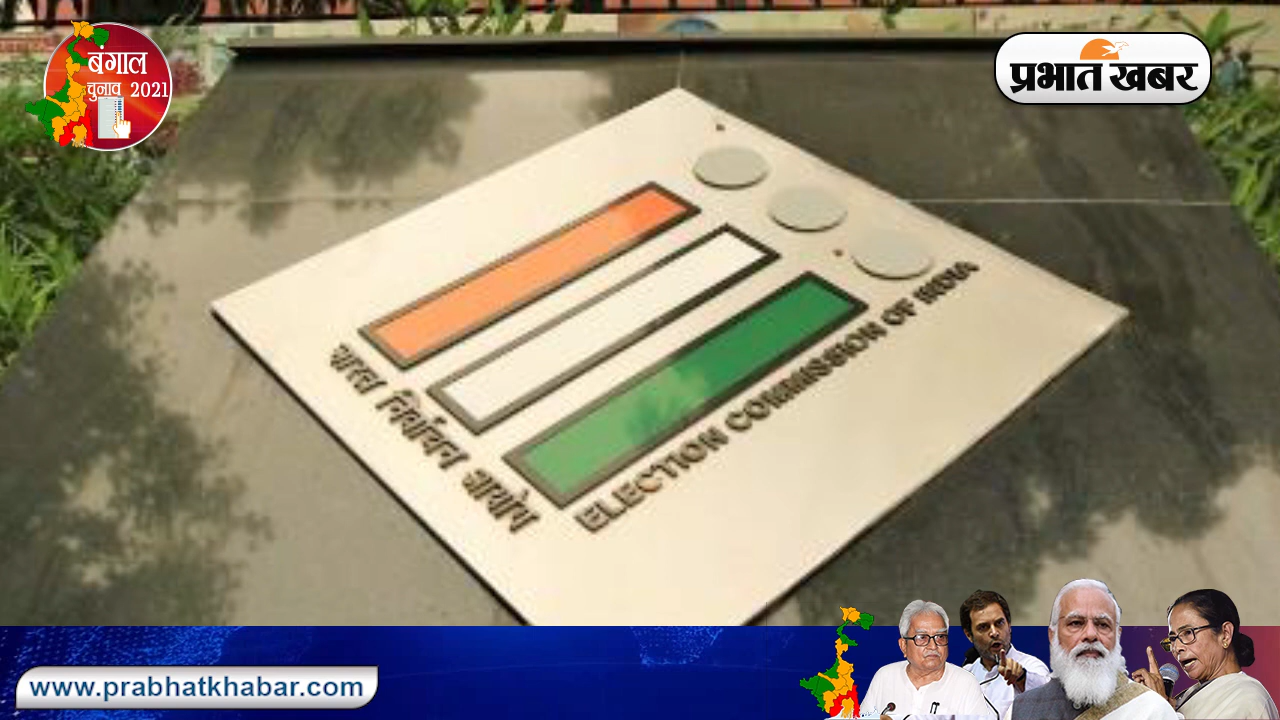 बंगाल
चुनाव 2021
प्रभात खबर
भारत निर्वाचन आयोग
ELECTION COMMISSION OF INDIA
www.prabhatkhabar.com